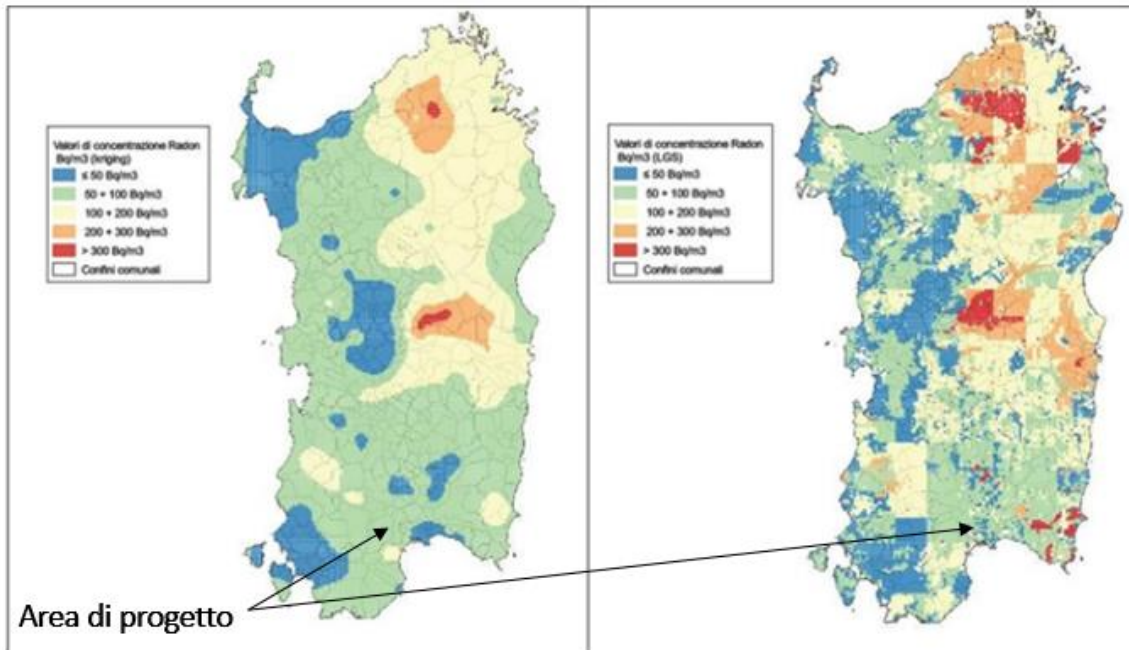 Valori di concentrazione Radon
Bq/m3 (kriging)
≤ 50 Bq/m3
50 ÷ 100 Bq/m3
100 ÷ 200 Bq/m3
200 ÷ 300 Bq/m3
> 300 Bq/m3
Confini comunali
Valori di concentrazione Radon
Bq/m3 (LGS)
≤ 50 Bq/m3
50 ÷ 100 Bq/m3
100 ÷ 200 Bq/m3
200 ÷ 300 Bq/m3
> 300 Bq/m3
Confini comunali
Area di progetto